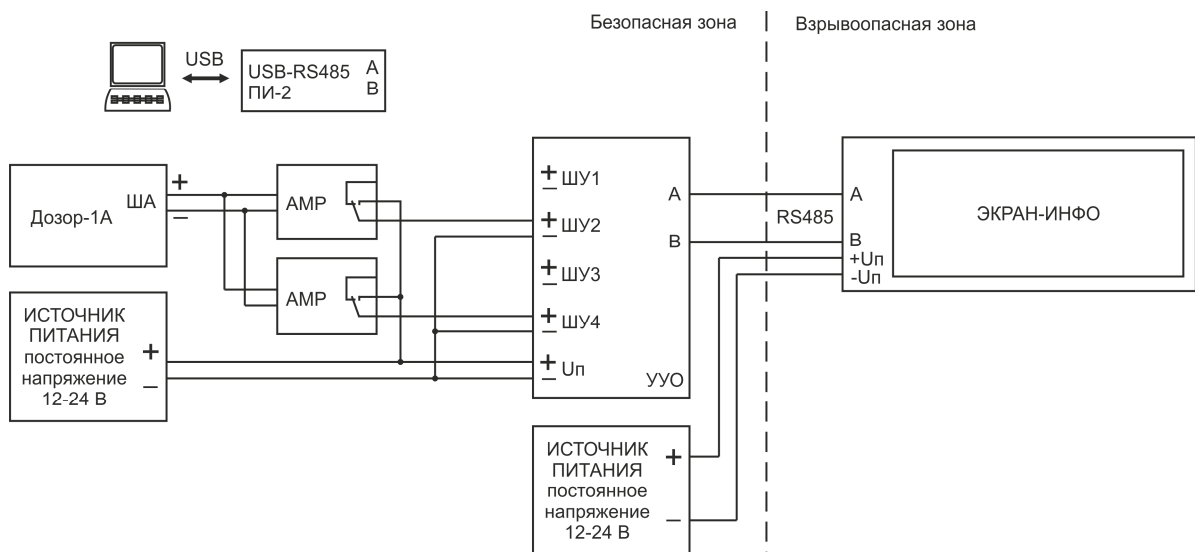 Безопасная зона
Взрывоопасная зона
USB
USB-RS485 A
ПИ-2 B
Дозор-1А
ША
+
–
АМР
АМР
ИСТОЧНИК
ПИТАНИЯ
постоянное
напряжение
12-24 В
+
–
+
– ШУ1
+
– ШУ2
+
– ШУ3
+
– ШУ4
+
– Uп
A
B
УУО
RS485
A
B
+Uп
-Uп
ЭКРАН-ИНФО
ИСТОЧНИК
ПИТАНИЯ
постоянное
напряжение
12-24 В
+
–